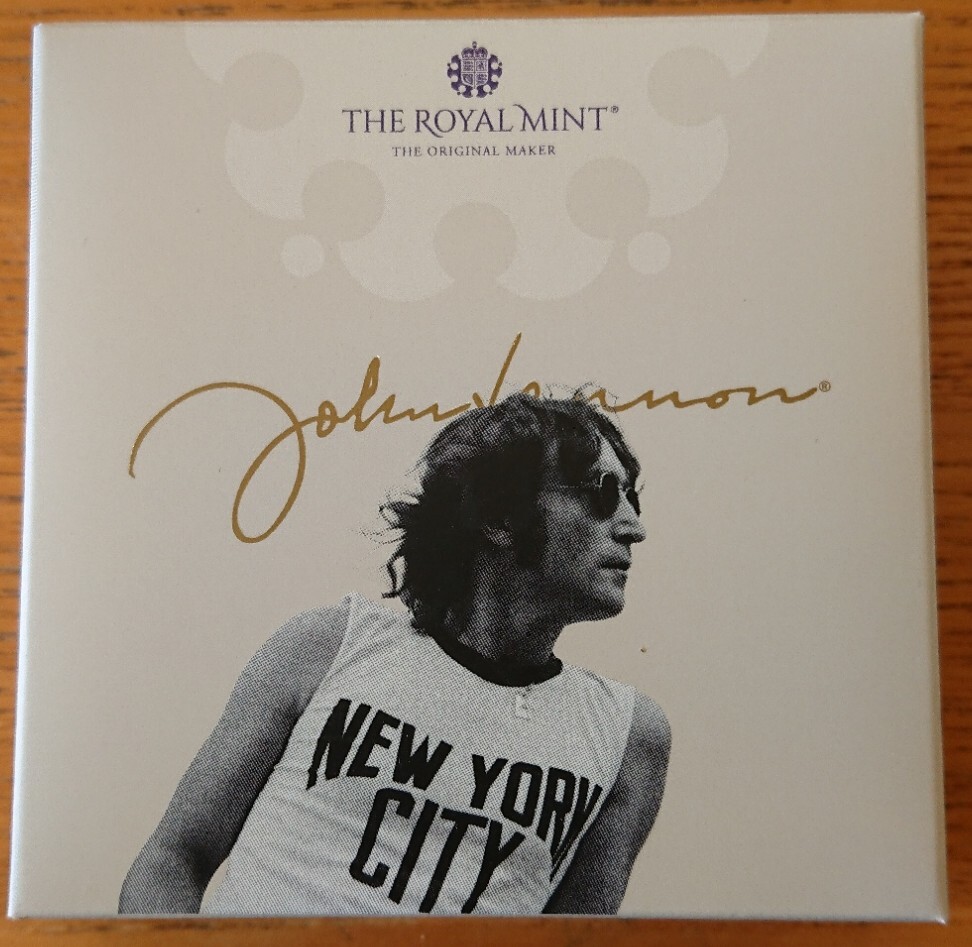 THE ROYAL MINT®
THE ORIGINAL MAKER
John Lennon®
NEW YORK
CITY